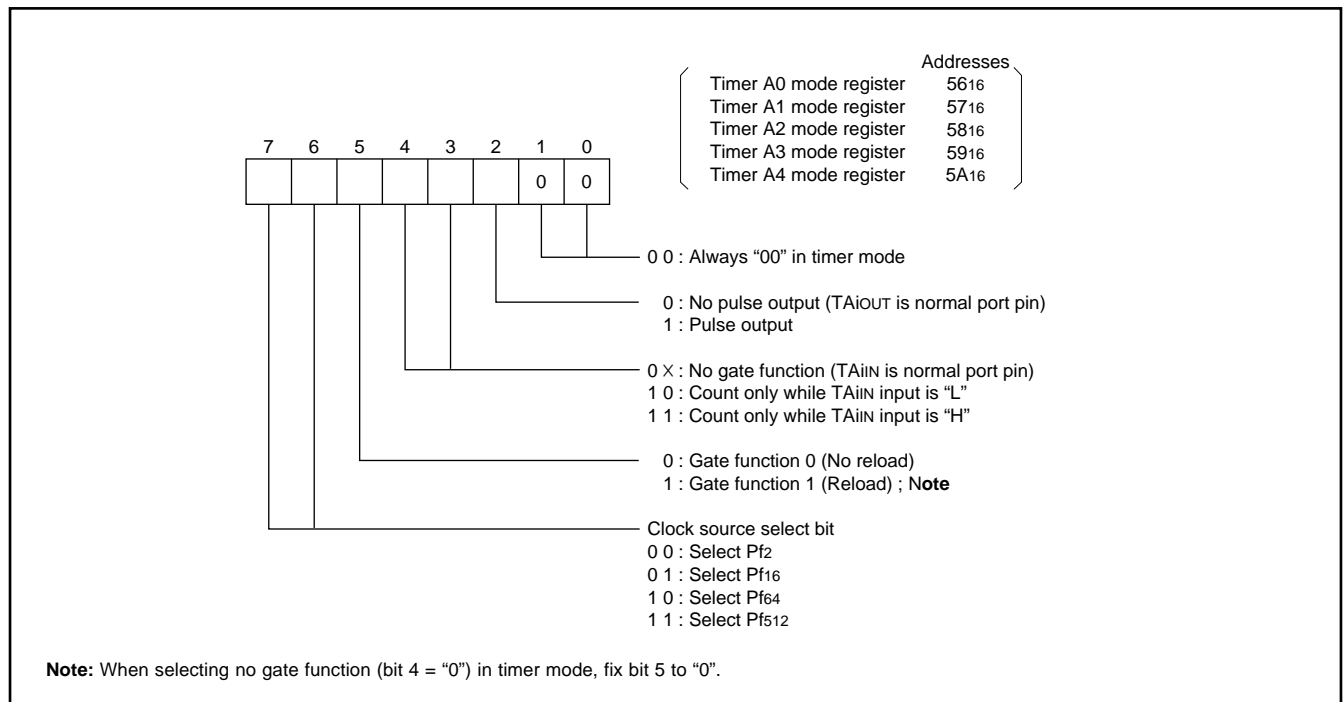 Addresses
Timer A0 mode register 5616
Timer A1 mode register 5716
Timer A2 mode register 5816
Timer A3 mode register 5916
Timer A4 mode register 5A16
7 6 5 4 3 2 1 0
0 0
0 0 : Always “00” in timer mode
0 : No pulse output (TAiOUT is normal port pin)
1 : Pulse output
0 × : No gate function (TAiIN is normal port pin)
1 0 : Count only while TAiIN input is “L”
1 1 : Count only while TAiIN input is “H”
0 : Gate function 0 (No reload)
1 : Gate function 1 (Reload) ; Note
Clock source select bit
0 0 : Select Pf2
0 1 : Select Pf16
1 0 : Select Pf64
1 1 : Select Pf512
Note: When selecting no gate function (bit 4 = “0”) in timer mode, fix bit 5 to “0”.